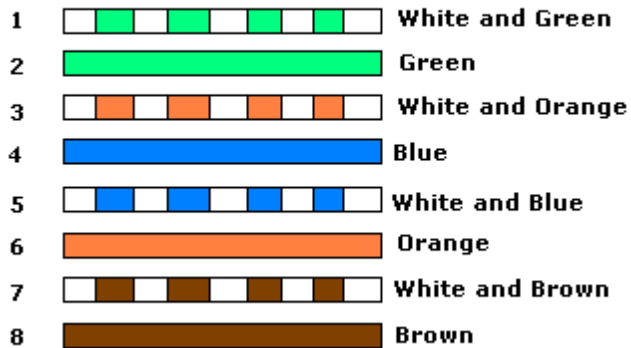 1 White and Green
2 Green
3 White and Orange
4 Blue
5 White and Blue
6 Orange
7 White and Brown
8 Brown